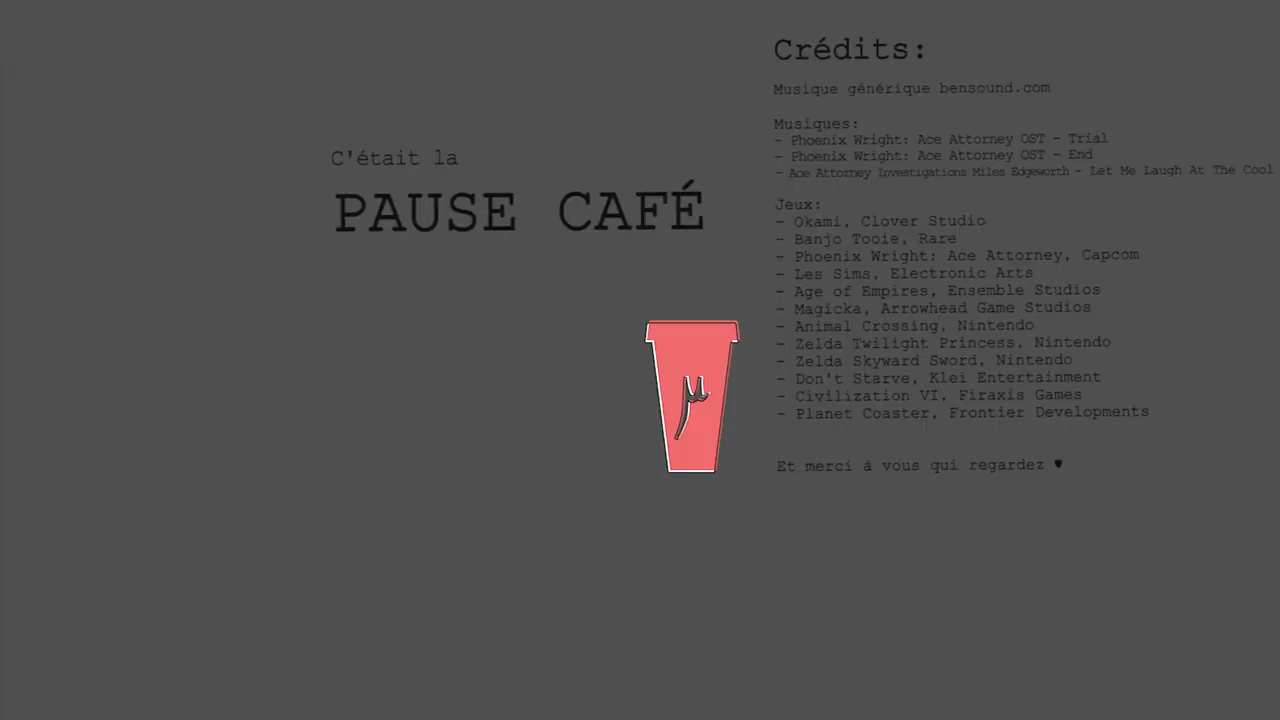 C'était la
PAUSE CAFÉ
µ
Crédits:
Musique générique bensound.com
Musiques:
- Phoenix Wright: Ace Attorney OST - Trial
- Phoenix Wright: Ace Attorney OST - End
- Ace Attorney Investigations Miles Edgeworth - Let Me Laugh At The Cool
Jeux:
- Okami, Clover Studio
- Banjo Tooie, Rare
- Phoenix Wright: Ace Attorney, Capcom
- Les Sims, Electronic Arts
- Age of Empires, Ensemble Studios
- Magicka, Arrowhead Game Studios
- Animal Crossing, Nintendo
- Zelda Twilight Princess, Nintendo
- Zelda Skyward Sword, Nintendo
- Don't Starve, Klei Entertainment
- Civilization VI, Firaxis Games
- Planet Coaster, Frontier Developments
Et merci à vous qui regardez ♥